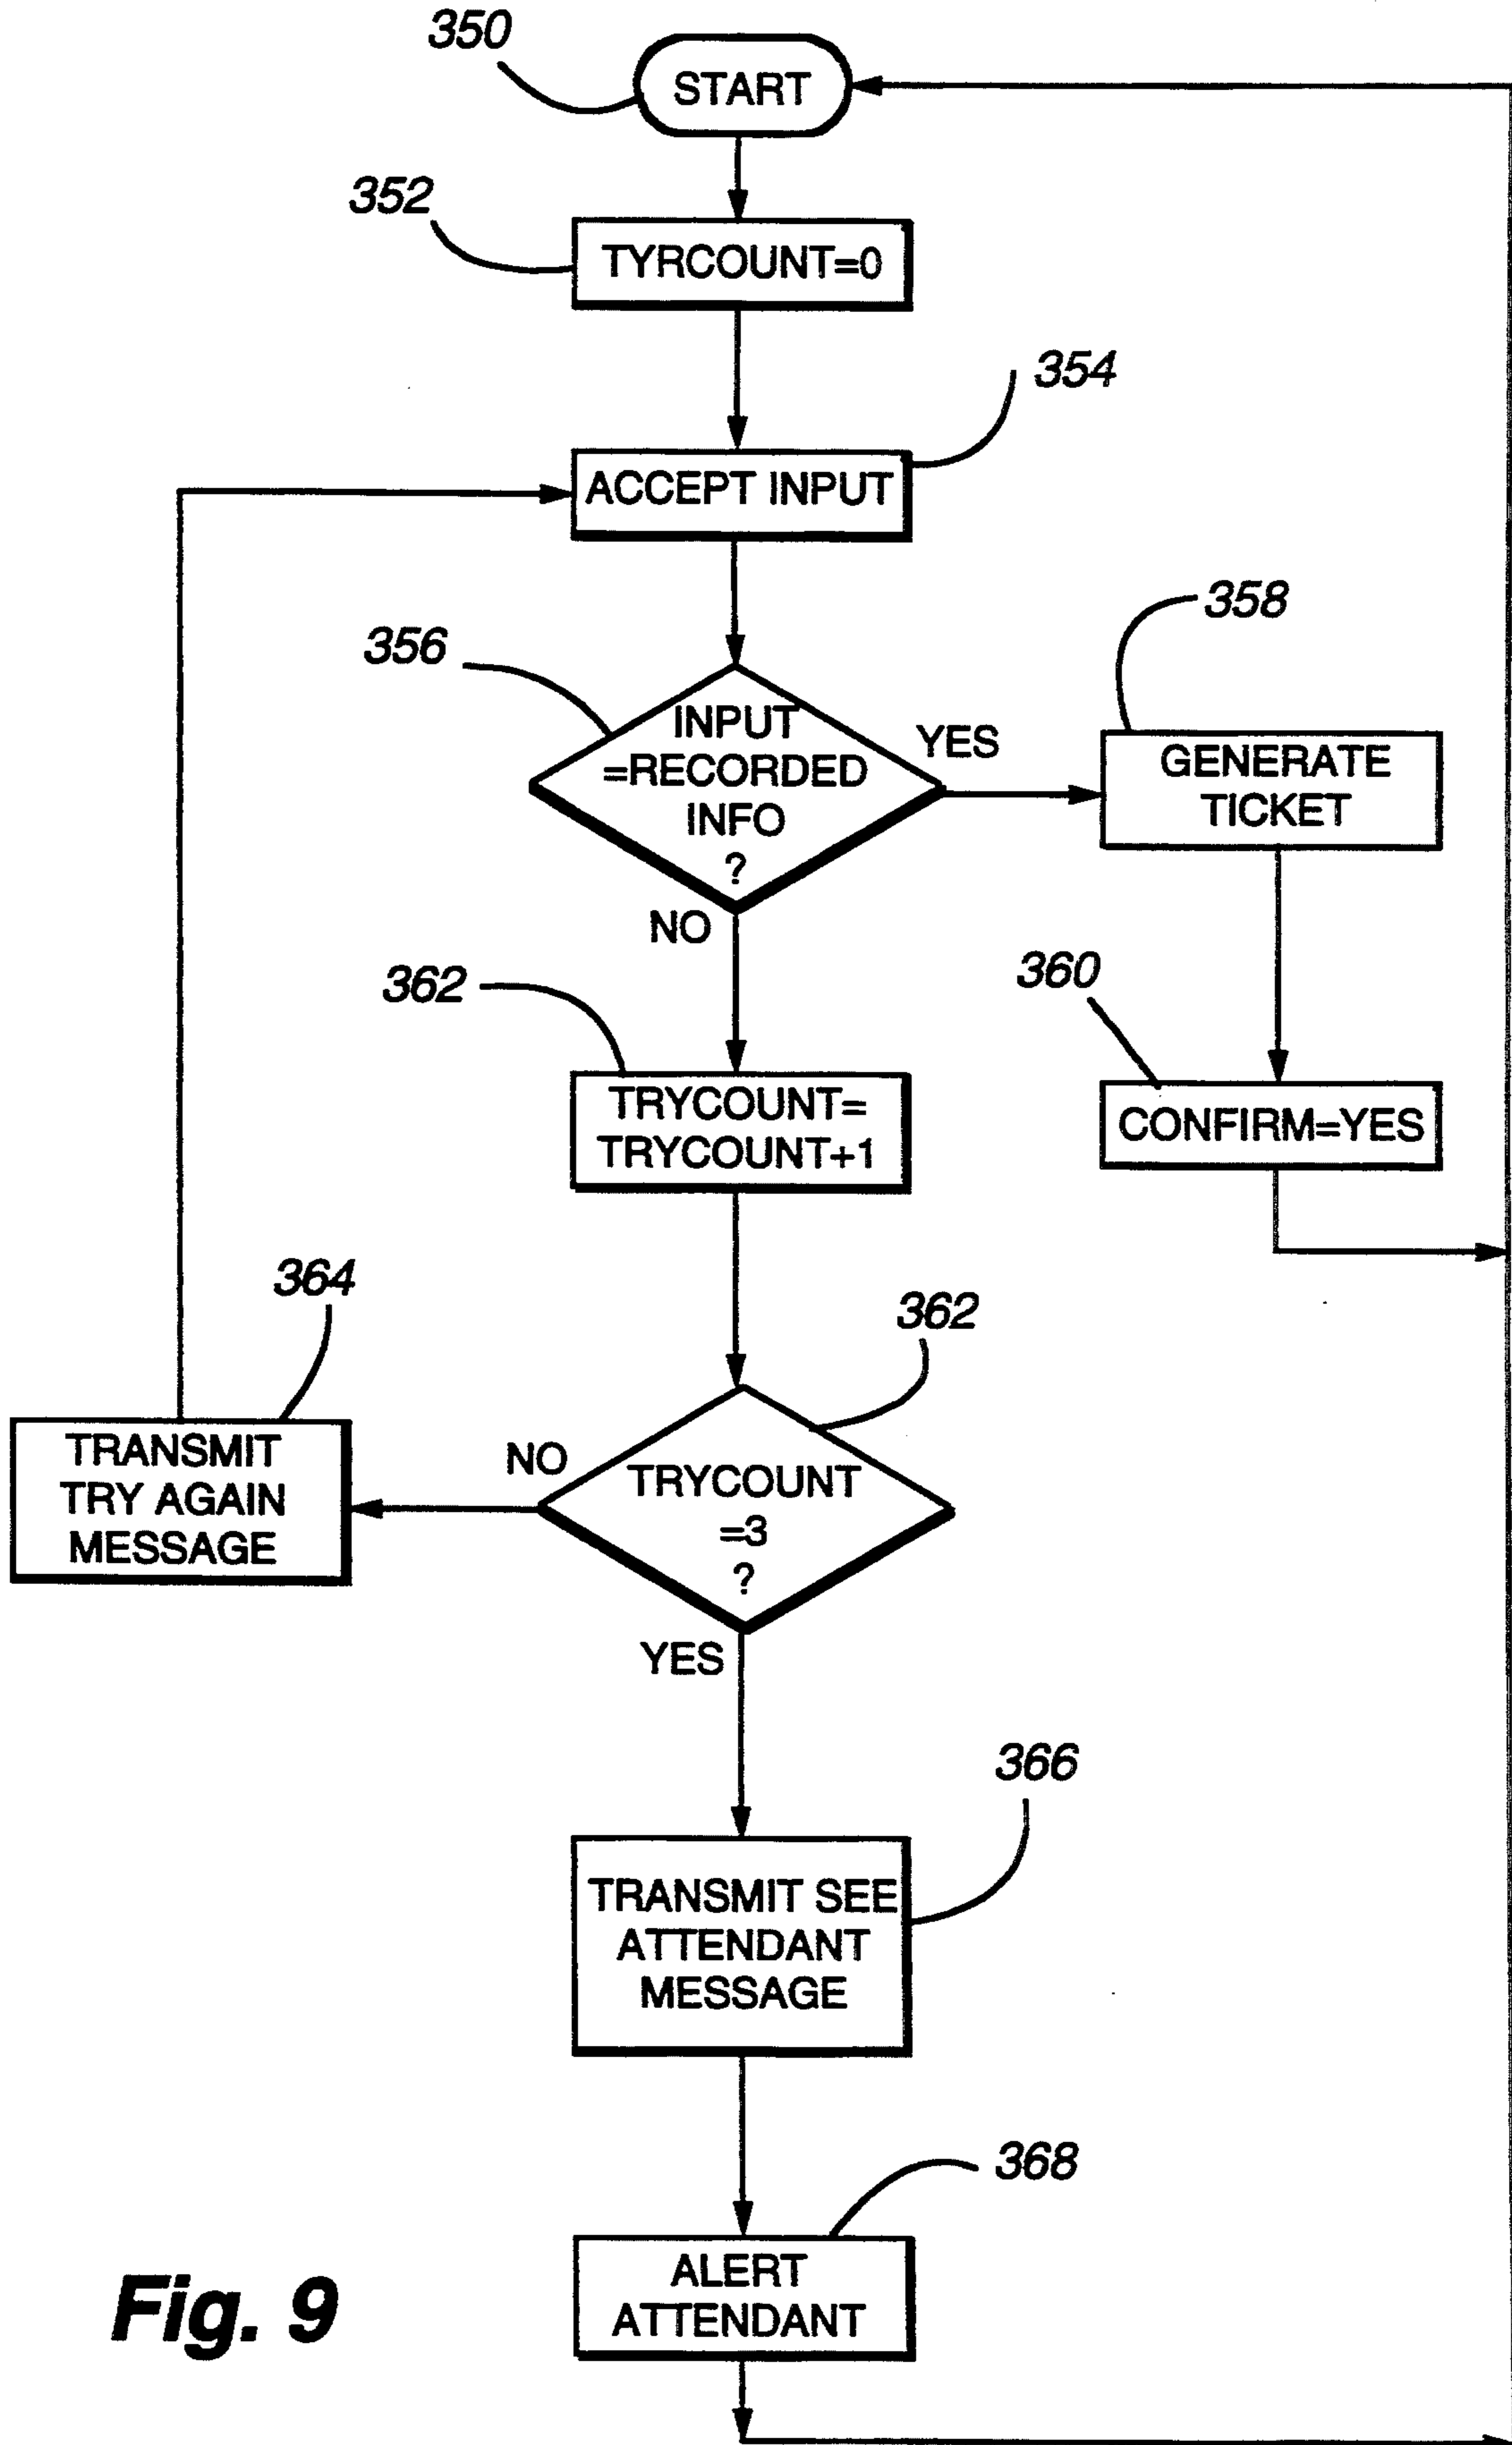 350
START
352
TYRCOUNT=0
354
ACCEPT INPUT
356
INPUT
=RECORDED
INFO
?
YES
358
GENERATE
TICKET
NO
360
CONFIRM=YES
362
TRYCOUNT=
TRYCOUNT+1
364
TRANSMIT
TRY AGAIN
MESSAGE
362
NO
TRYCOUNT
=3
?
YES
366
TRANSMIT SEE
ATTENDANT
MESSAGE
368
ALERT
ATTENDANT
Fig. 9